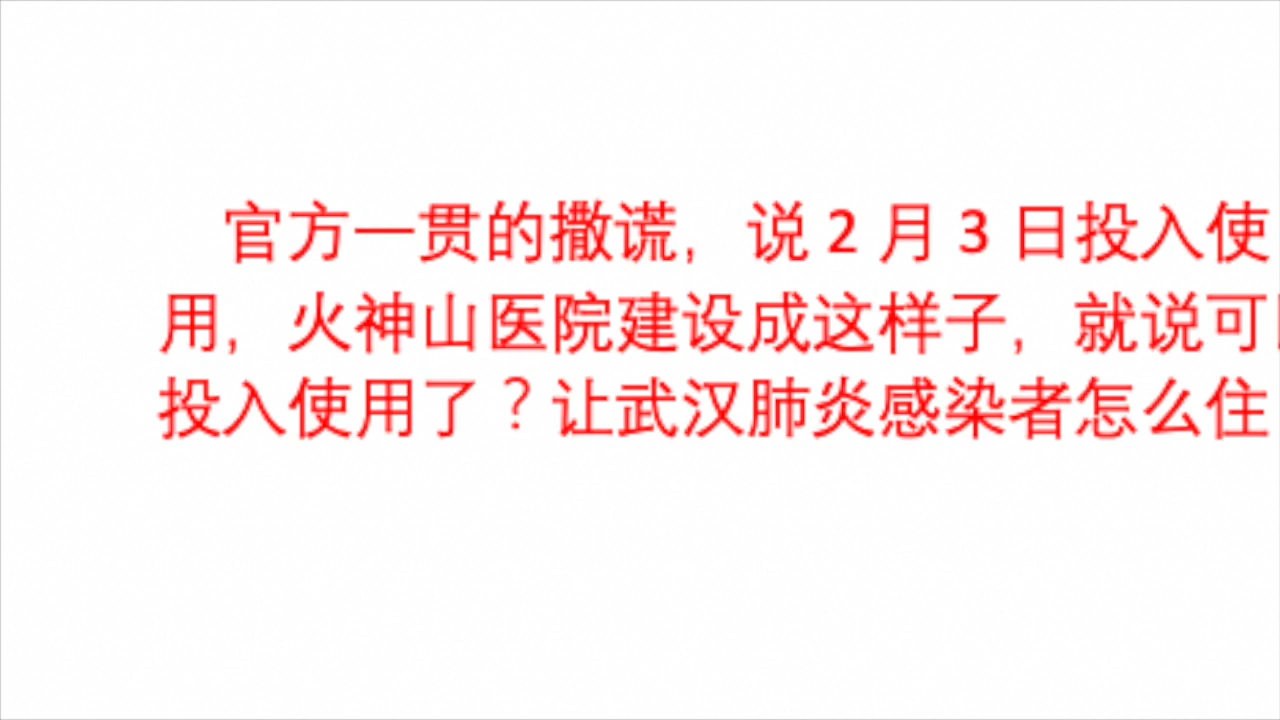 官方一贯的撒谎，说 2 月 3 日投入使
用，火神山医院建设成这样子，就说可
投入使用了？让武汉肺炎感染者怎么住